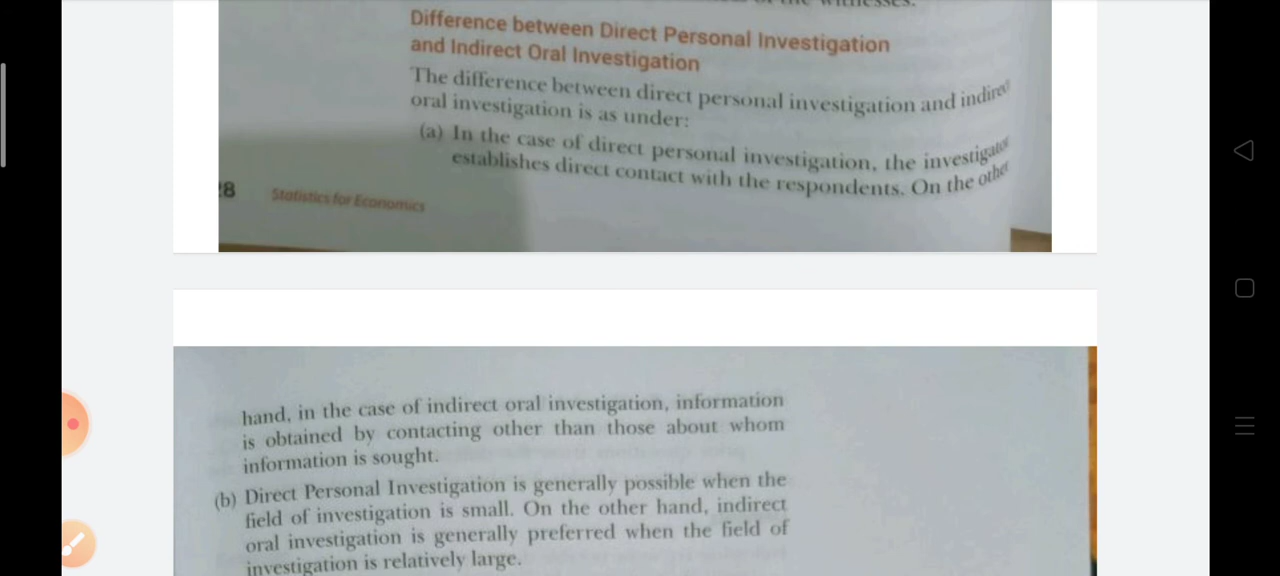 Difference between Direct Personal Investigation
and Indirect Oral Investigation
The difference between direct personal investigation and indirect
oral investigation is as under:
(a) In the case of direct personal investigation, the investigator
establishes direct contact with the respondents. On the other
28 Statistics for Economics
hand, in the case of indirect oral investigation, information
is obtained by contacting other than those about whom
information is sought.
(b) Direct Personal Investigation is generally possible when the
field of investigation is small. On the other hand, indirect
oral investigation is generally preferred when the field of
investigation is relatively large.